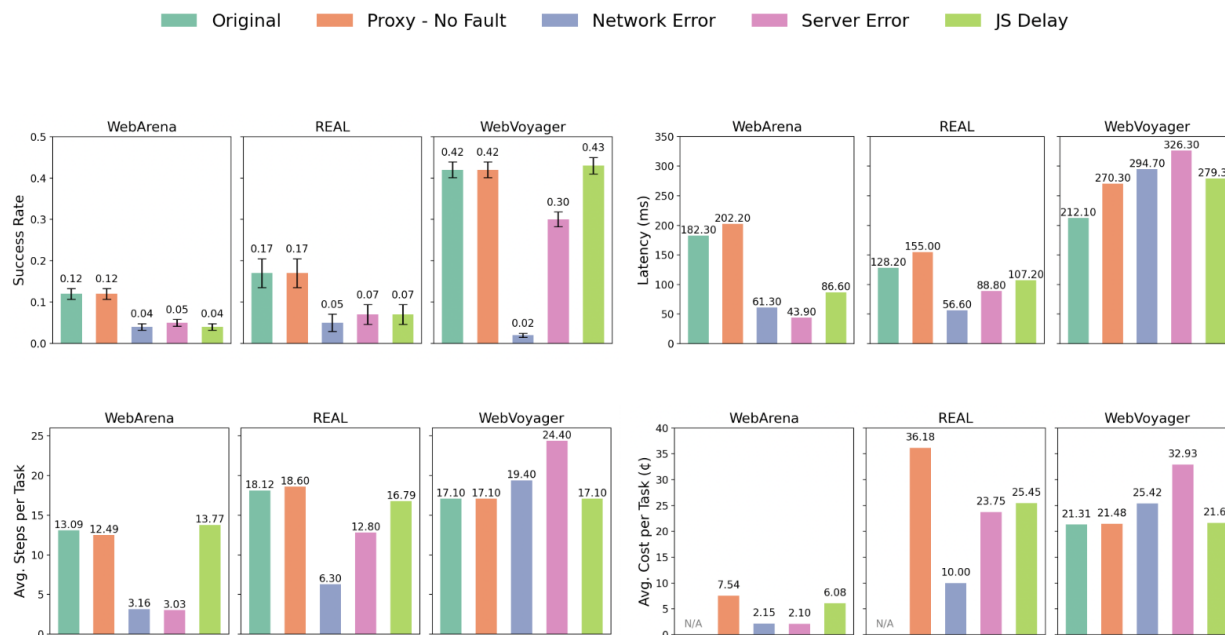 Original Proxy - No Fault Network Error Server Error JS Delay
WebArena REAL WebVoyager
Success Rate
0.5
0.4
0.3
0.2
0.1
0.0
0.12 0.12 0.04 0.05 0.04
0.17 0.17 0.05 0.07 0.07
0.42 0.42 0.02 0.30 0.43
WebArena REAL WebVoyager
Latency (ms)
350
300
250
200
150
100
50
0
182.30 202.20 61.30 43.90 86.60
128.20 155.00 56.60 88.80 107.20
212.10 270.30 294.70 326.30 279.3
WebArena REAL WebVoyager
Avg. Steps per Task
25
20
15
10
5
0
13.09 12.49 3.16 3.03 13.77
18.12 18.60 6.30 12.80 16.79
17.10 17.10 19.40 24.40 17.10
WebArena REAL WebVoyager
Avg. Cost per Task (¢)
40
35
30
25
20
15
10
5
0
N/A 7.54 2.15 2.10 6.08
N/A 36.18 10.00 23.75 25.45
21.31 21.48 25.42 32.93 21.6